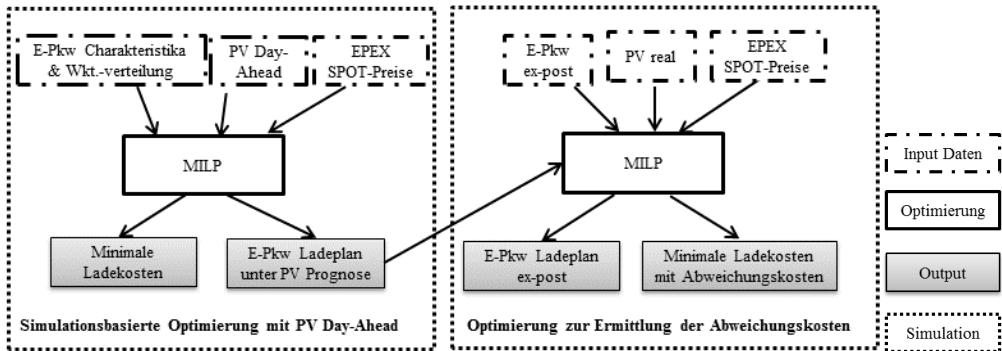 E-Pkw Charakteristika
& Wkt.-verteilung
PV Day-
Ahead
EPEX
SPOT-Preise
MILP
Minimale
Ladekosten
E-Pkw Ladeplan
unter PV Prognose
Simulationsbasierte Optimierung mit PV Day-Ahead
E-Pkw
ex-post
PV real
EPEX
SPOT-Preise
MILP
E-Pkw Ladeplan
ex-post
Minimale Ladekosten
mit Abweichungskosten
Optimierung zur Ermittlung der Abweichungskosten
Input Daten
Optimierung
Output
Simulation